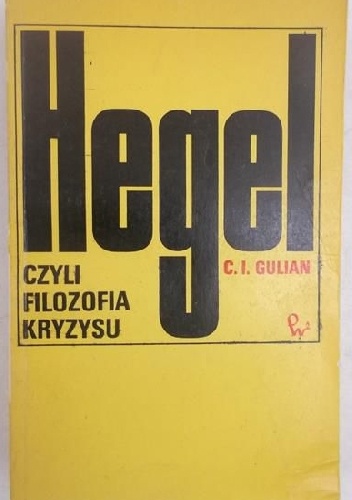 Hegel
CZYLI
FILOZOFIA
KRYZYSU
C. I. GULIAN